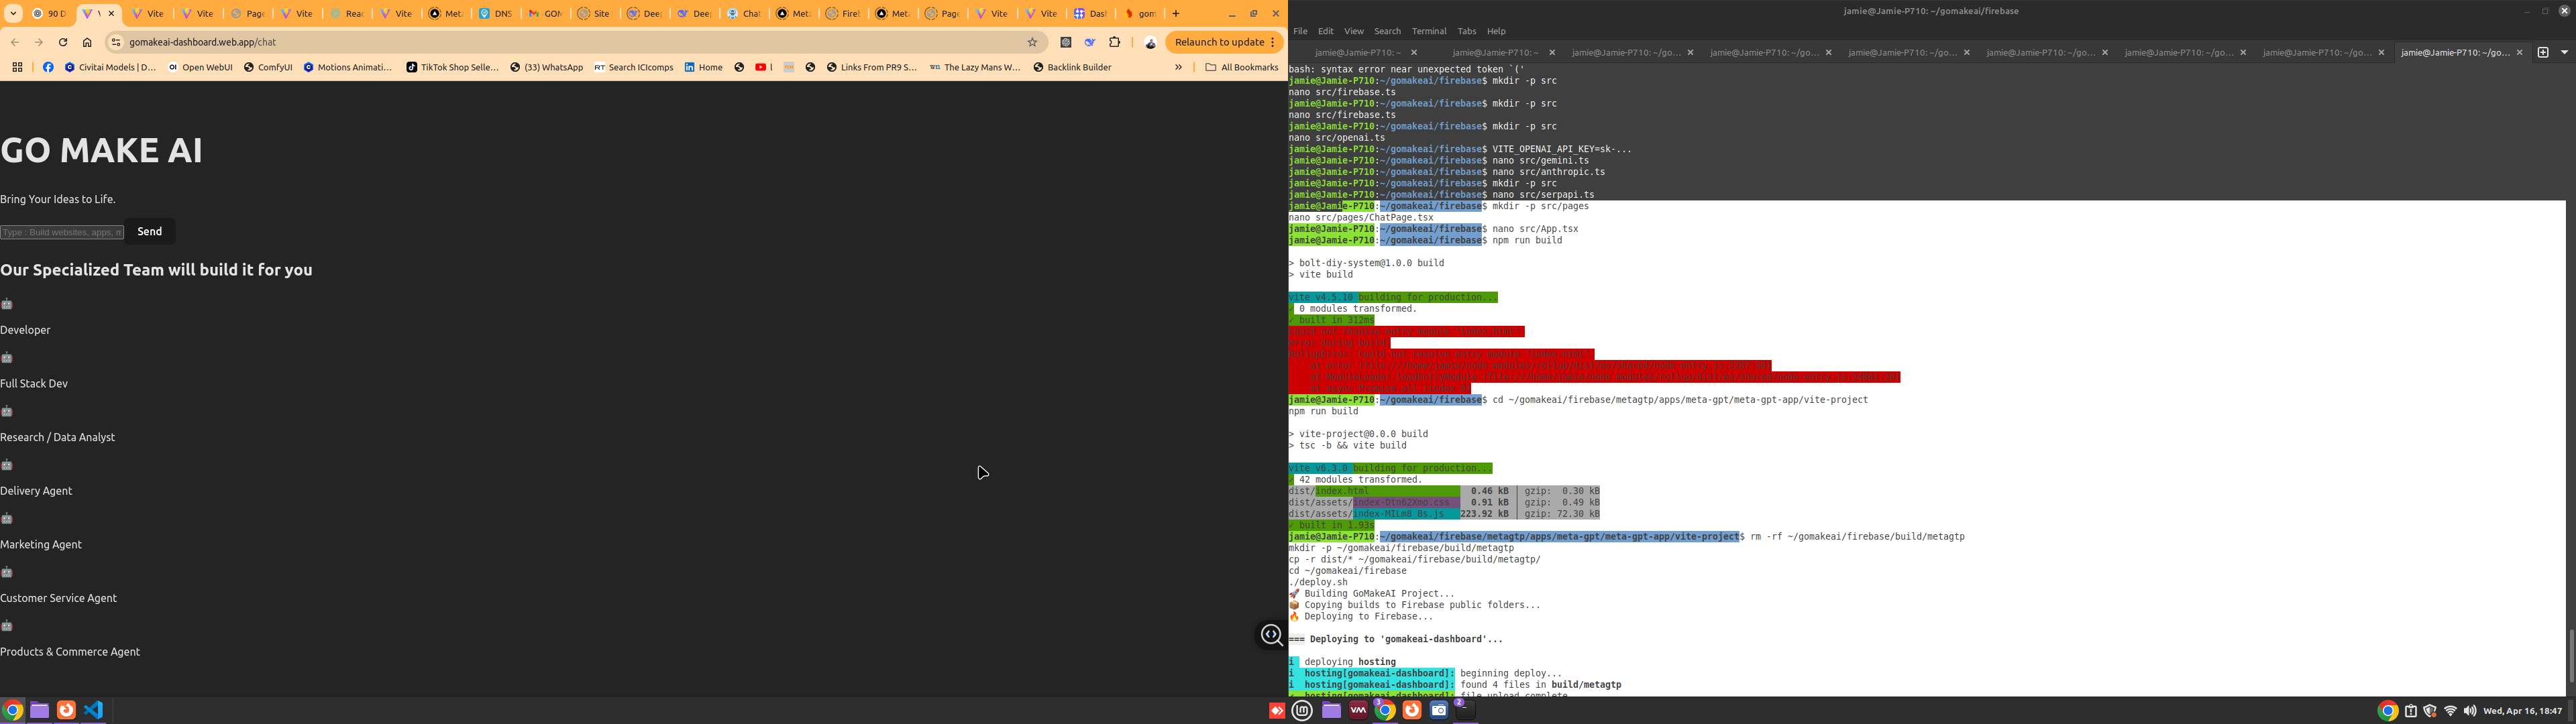 90 D
V
Vite
Vite
Page
Vite
Reac
Vite
Meta
DNS
GOM
Site
Deep
Deep
Chat
Meta
Fireb
Meta
Page
Vite
Vite
Dash
gom
gomakeai-dashboard.web.app/chat
Relaunch to update
Civitai Models | D…
Open WebUI
ComfyUI
Motions Animati…
TikTok Shop Selle…
(33) WhatsApp
Search ICIcomps
Home
Links From PR9 S…
The Lazy Mans W…
Backlink Builder
All Bookmarks
GO MAKE AI
Bring Your Ideas to Life.
Type : Build websites, apps, m
Send
Our Specialized Team will build it for you
Developer
Full Stack Dev
Research / Data Analyst
Delivery Agent
Marketing Agent
Customer Service Agent
Products & Commerce Agent
jamie@Jamie-P710: ~/gomakeai/firebase
File Edit View Search Terminal Tabs Help
jamie@Jamie-P710: ~
jamie@Jamie-P710: ~
jamie@Jamie-P710: ~/go…
jamie@Jamie-P710: ~/go…
jamie@Jamie-P710: ~/go…
jamie@Jamie-P710: ~/go…
jamie@Jamie-P710: ~/go…
jamie@Jamie-P710: ~/go…
jamie@Jamie-P710: ~/go…
bash: syntax error near unexpected token `('
jamie@Jamie-P710:~/gomakeai/firebase$ mkdir -p src
nano src/firebase.ts
jamie@Jamie-P710:~/gomakeai/firebase$ mkdir -p src
nano src/firebase.ts
jamie@Jamie-P710:~/gomakeai/firebase$ mkdir -p src
nano src/openai.ts
jamie@Jamie-P710:~/gomakeai/firebase$ VITE_OPENAI_API_KEY=sk-...
jamie@Jamie-P710:~/gomakeai/firebase$ nano src/gemini.ts
jamie@Jamie-P710:~/gomakeai/firebase$ nano src/anthropic.ts
jamie@Jamie-P710:~/gomakeai/firebase$ mkdir -p src
jamie@Jamie-P710:~/gomakeai/firebase$ nano src/serpapi.ts
jamie@Jamie-P710:~/gomakeai/firebase$ mkdir -p src/pages
nano src/pages/ChatPage.tsx
jamie@Jamie-P710:~/gomakeai/firebase$ nano src/App.tsx
jamie@Jamie-P710:~/gomakeai/firebase$ npm run build
> bolt-diy-system@1.0.0 build
> vite build
vite v4.5.10 building for production...
✓ 0 modules transformed.
✓ built in 312ms
jamie@Jamie-P710:~/gomakeai/firebase$ cd ~/gomakeai/firebase/metagtp/apps/meta-gpt/meta-gpt-app/vite-project
npm run build
> vite-project@0.0.0 build
> tsc -b && vite build
vite v6.3.0 building for production...
✓ 42 modules transformed.
dist/index.html 0.46 kB │ gzip: 0.30 kB
dist/assets/index-Dtn62Xmo.css 0.91 kB │ gzip: 0.49 kB
dist/assets/index-MILm8_Bs.js 223.92 kB │ gzip: 72.30 kB
✓ built in 1.93s
jamie@Jamie-P710:~/gomakeai/firebase/metagtp/apps/meta-gpt/meta-gpt-app/vite-project$ rm -rf ~/gomakeai/firebase/build/metagtp
mkdir -p ~/gomakeai/firebase/build/metagtp
cp -r dist/* ~/gomakeai/firebase/build/metagtp/
cd ~/gomakeai/firebase
./deploy.sh
🚀 Building GoMakeAI Project...
📦 Copying builds to Firebase public folders...
🔥 Deploying to Firebase...
=== Deploying to 'gomakeai-dashboard'...
i deploying hosting
i hosting[gomakeai-dashboard]: beginning deploy...
i hosting[gomakeai-dashboard]: found 4 files in build/metagtp
✓ hosting[gomakeai-dashboard]: file upload complete
Wed, Apr 16, 18:47